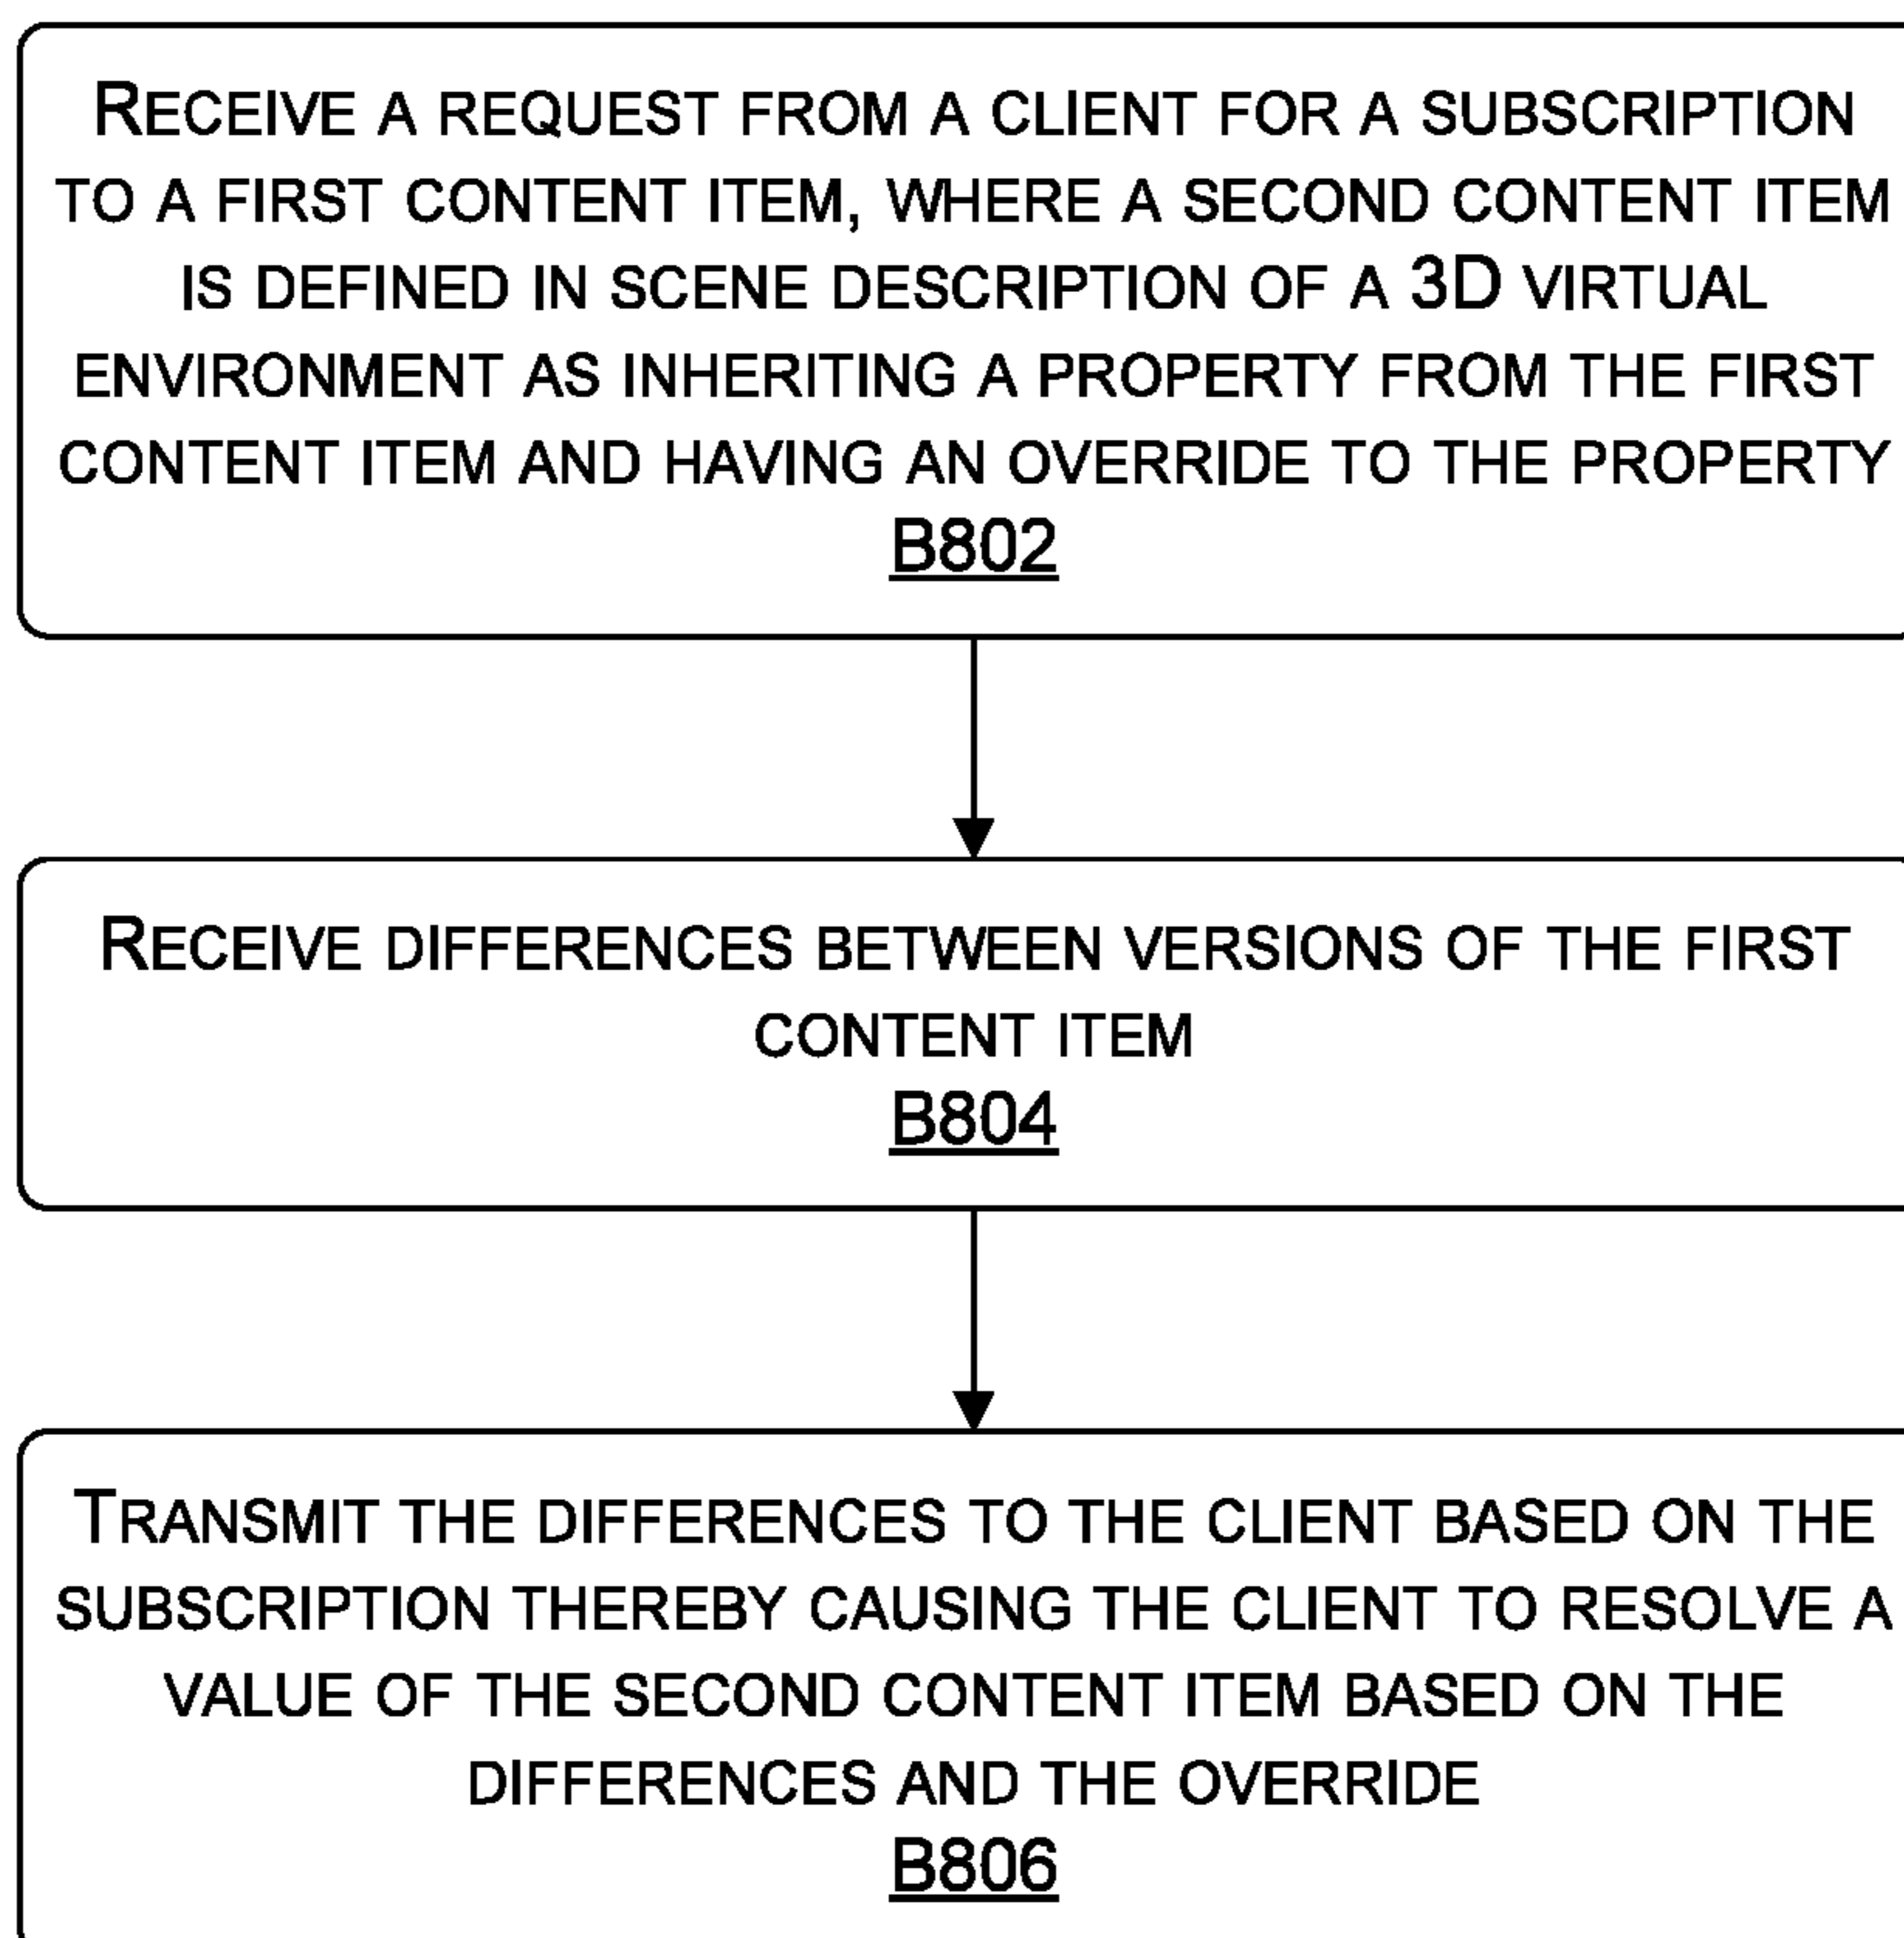 RECEIVE A REQUEST FROM A CLIENT FOR A SUBSCRIPTION
TO A FIRST CONTENT ITEM, WHERE A SECOND CONTENT ITEM
IS DEFINED IN SCENE DESCRIPTION OF A 3D VIRTUAL
ENVIRONMENT AS INHERITING A PROPERTY FROM THE FIRST
CONTENT ITEM AND HAVING AN OVERRIDE TO THE PROPERTY
B802
RECEIVE DIFFERENCES BETWEEN VERSIONS OF THE FIRST
CONTENT ITEM
B804
TRANSMIT THE DIFFERENCES TO THE CLIENT BASED ON THE
SUBSCRIPTION THEREBY CAUSING THE CLIENT TO RESOLVE A
VALUE OF THE SECOND CONTENT ITEM BASED ON THE
DIFFERENCES AND THE OVERRIDE
B806